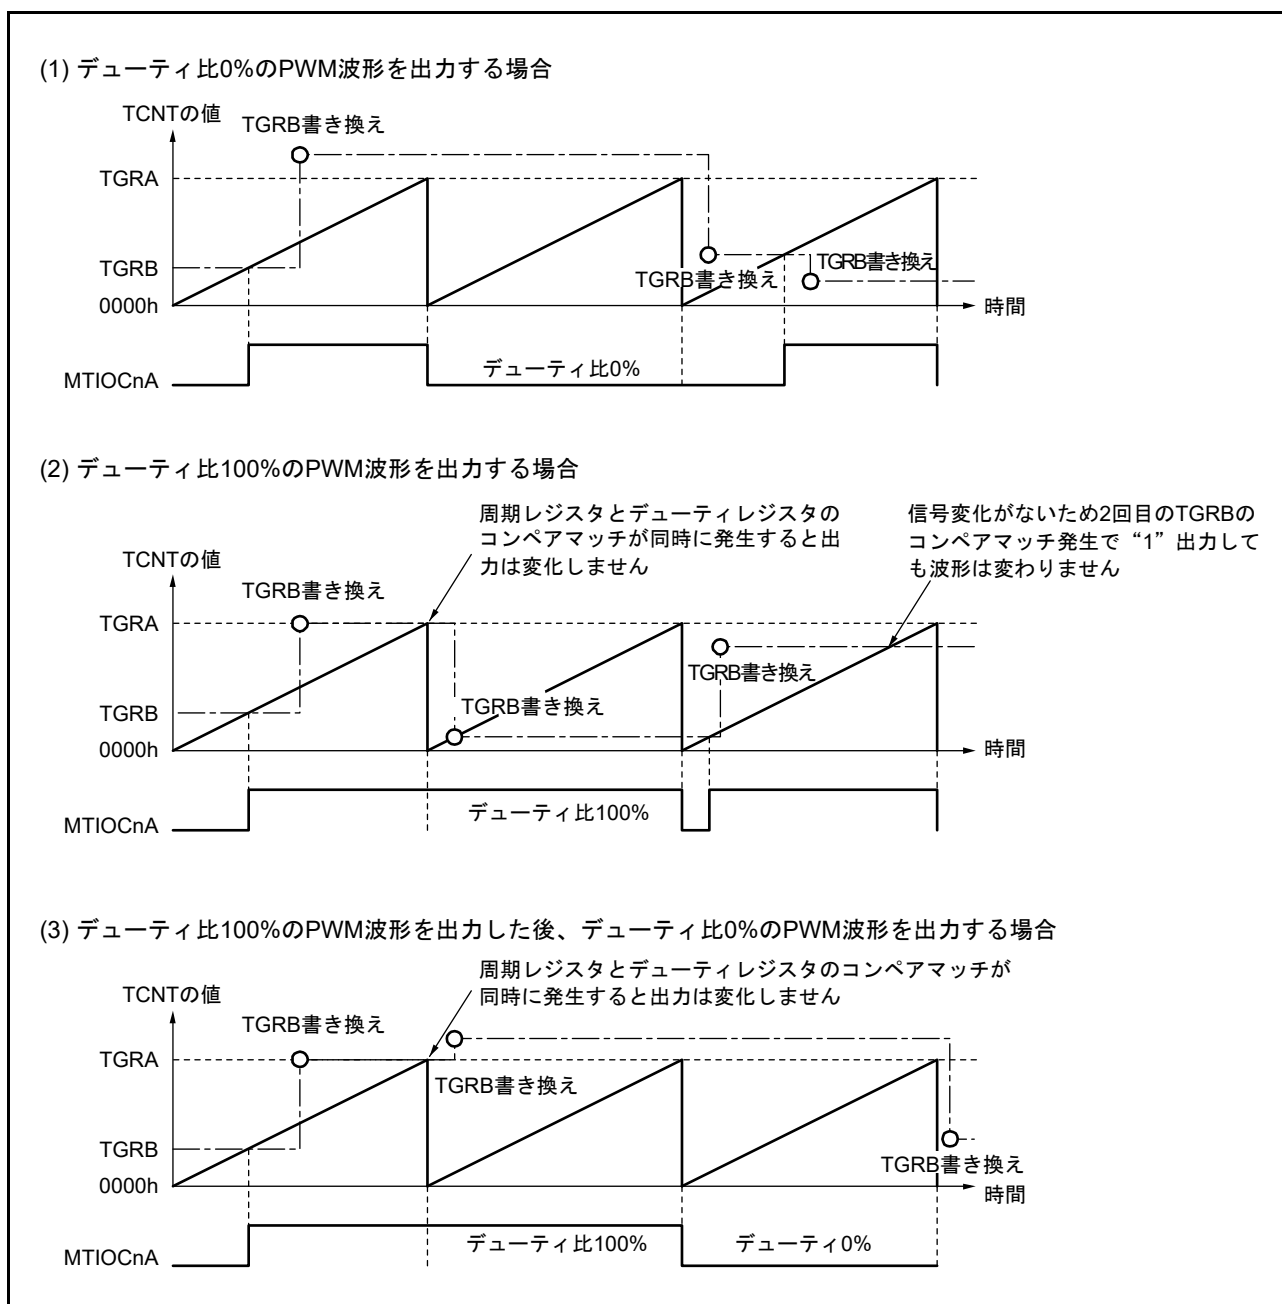 (1) デューティ比0%のPWM波形を出力する場合
TCNTの値
TGRB書き換え
TGRA
TGRB
TGRB書き換え
TGRB書き換え
0000h
時間
デューティ比0%
MTIOCnA
(2) デューティ比100%のPWM波形を出力する場合
周期レジスタとデューティレジスタの
コンペアマッチが同時に発生すると出
力は変化しません
信号変化がないため2回目のTGRBの
コンペアマッチ発生で“1”出力して
も波形は変わりません
TCNTの値
TGRB書き換え
TGRA
TGRB書き換え
TGRB書き換え
TGRB
0000h
時間
デューティ比100%
MTIOCnA
(3) デューティ比100%のPWM波形を出力した後、デューティ比0%のPWM波形を出力する場合
周期レジスタとデューティレジスタのコンペアマッチが
同時に発生すると出力は変化しません
TCNTの値
TGRB書き換え
TGRA
TGRB書き換え
TGRB
TGRB書き換え
0000h
時間
デューティ比100%
デューティ0%
MTIOCnA